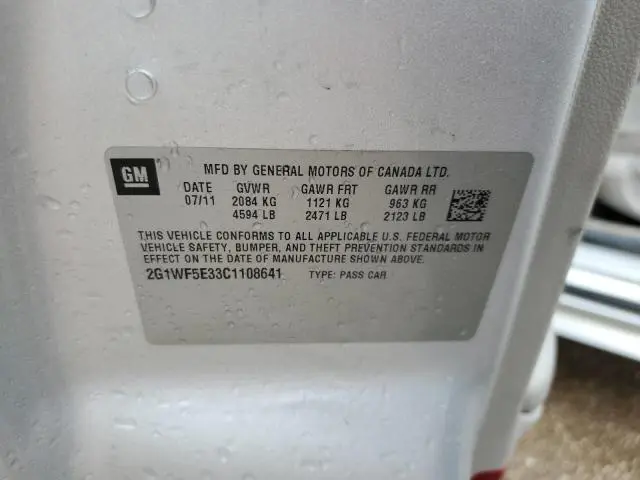 GM
MFD BY GENERAL MOTORS OF CANADA LTD.
DATE GVWR GAWR FRT GAWR RR
07/11 2084 KG 1121 KG 963 KG
4594 LB 2471 LB 2123 LB
THIS VEHICLE CONFORMS TO ALL APPLICABLE U.S. FEDERAL MOTOR
VEHICLE SAFETY, BUMPER, AND THEFT PREVENTION STANDARDS IN
EFFECT ON THE DATE OF MANUFACTURE SHOWN ABOVE.
2G1WF5E33C1108641 TYPE: PASS CAR